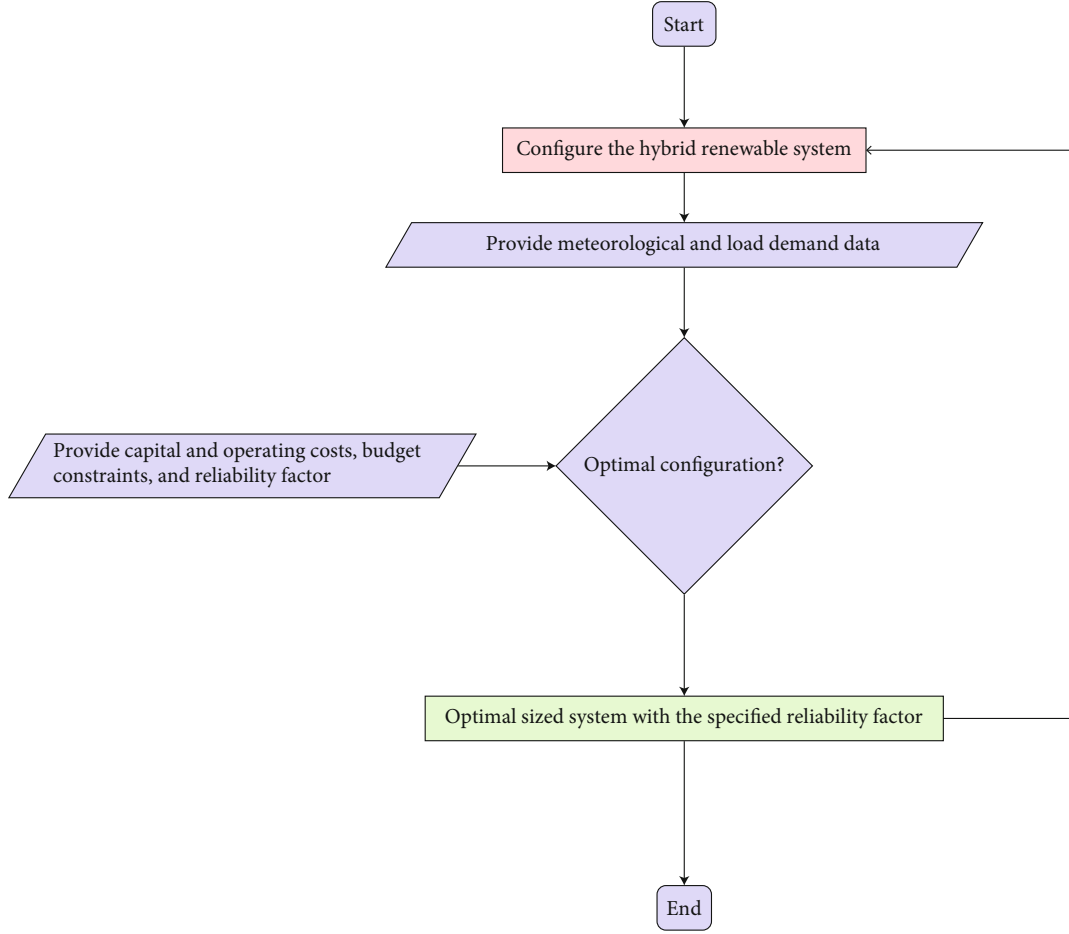 Start
Configure the hybrid renewable system
Provide meteorological and load demand data
Provide capital and operating costs, budget
constraints, and reliability factor
Optimal configuration?
Optimal sized system with the specified reliability factor
End